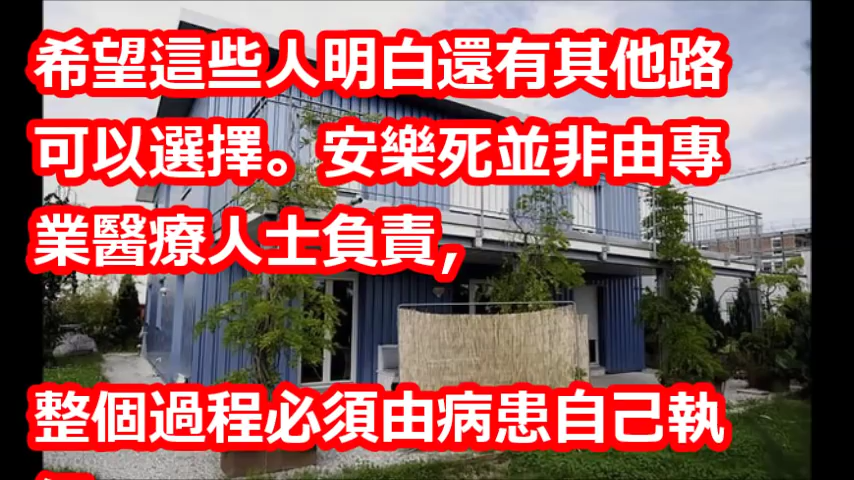 希望這些人明白還有其他路
可以選擇。安樂死並非由專
業醫療人士負責，
整個過程必須由病患自己執